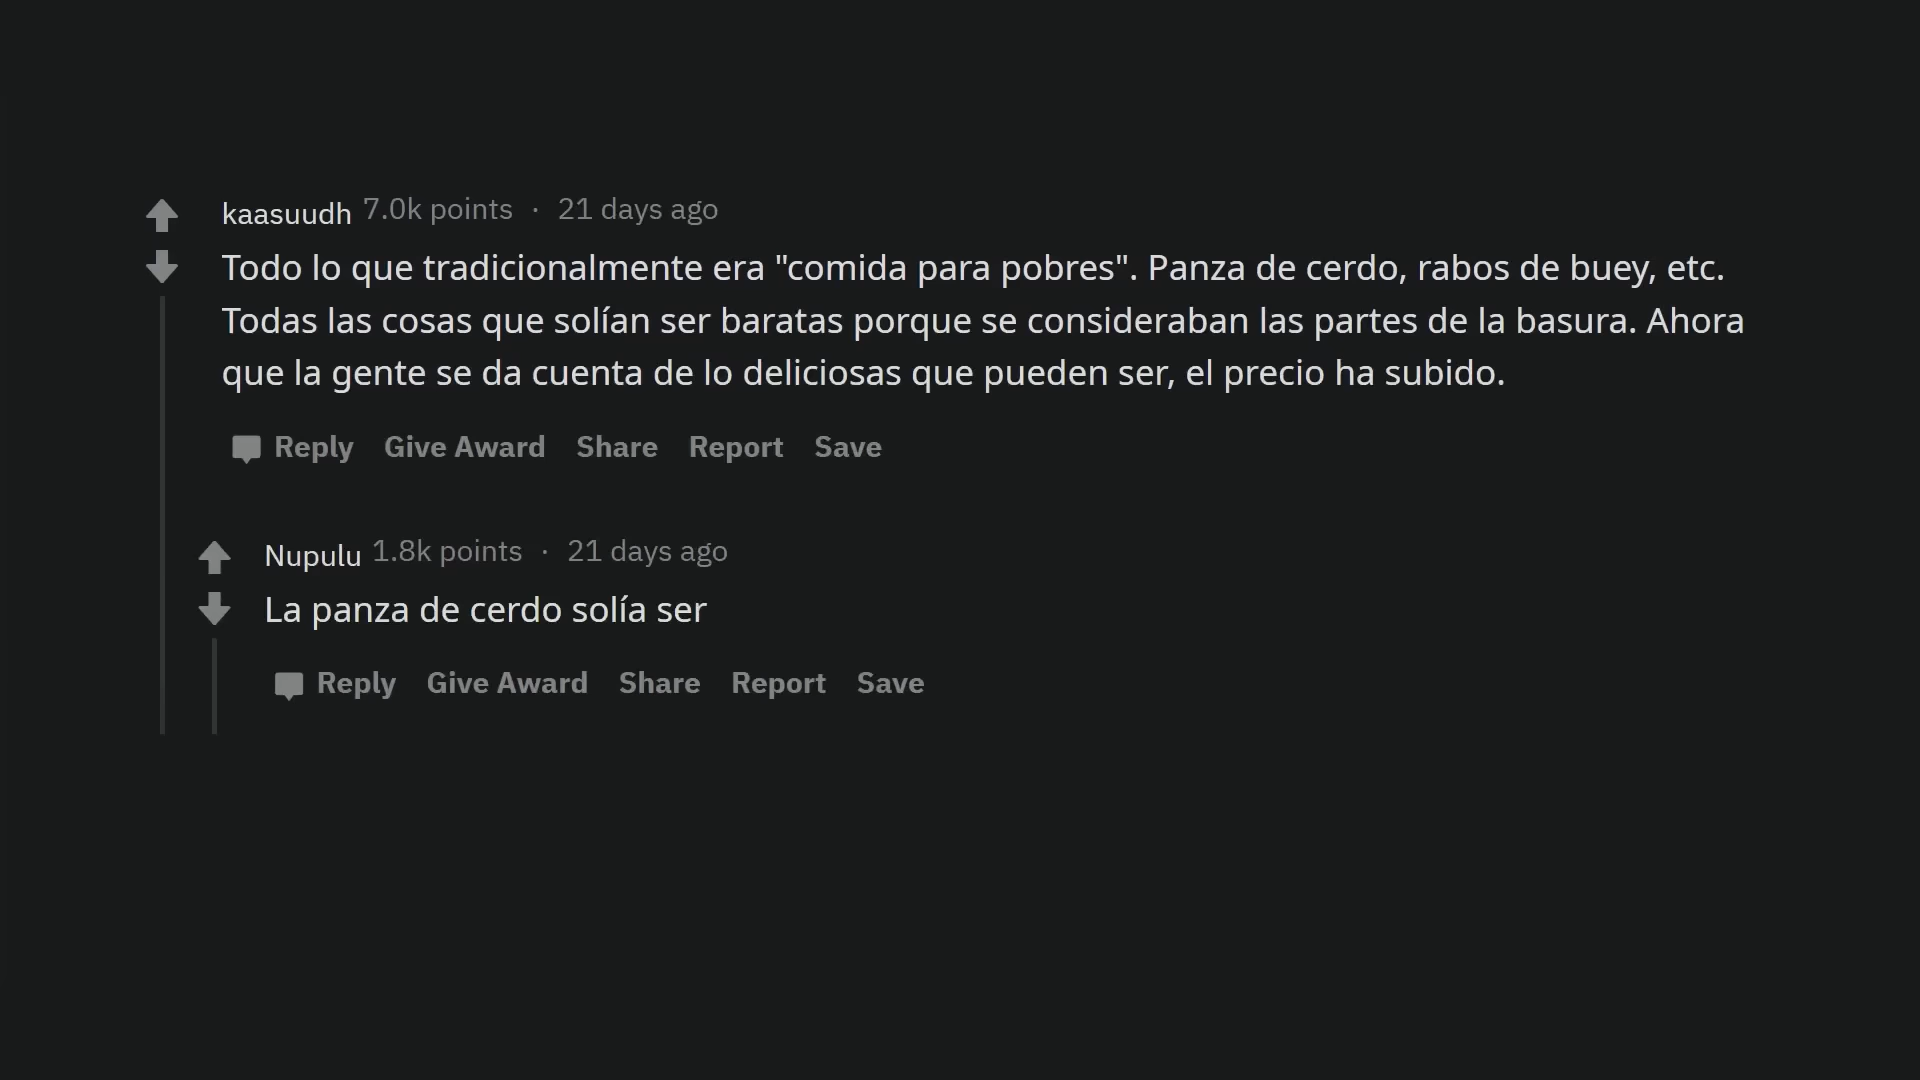 kaasuudh 7.0k points · 21 days ago
Todo lo que tradicionalmente era "comida para pobres". Panza de cerdo, rabos de buey, etc.
Todas las cosas que solían ser baratas porque se consideraban las partes de la basura. Ahora
que la gente se da cuenta de lo deliciosas que pueden ser, el precio ha subido.
Reply Give Award Share Report Save
Nupulu 1.8k points · 21 days ago
La panza de cerdo solía ser
Reply Give Award Share Report Save